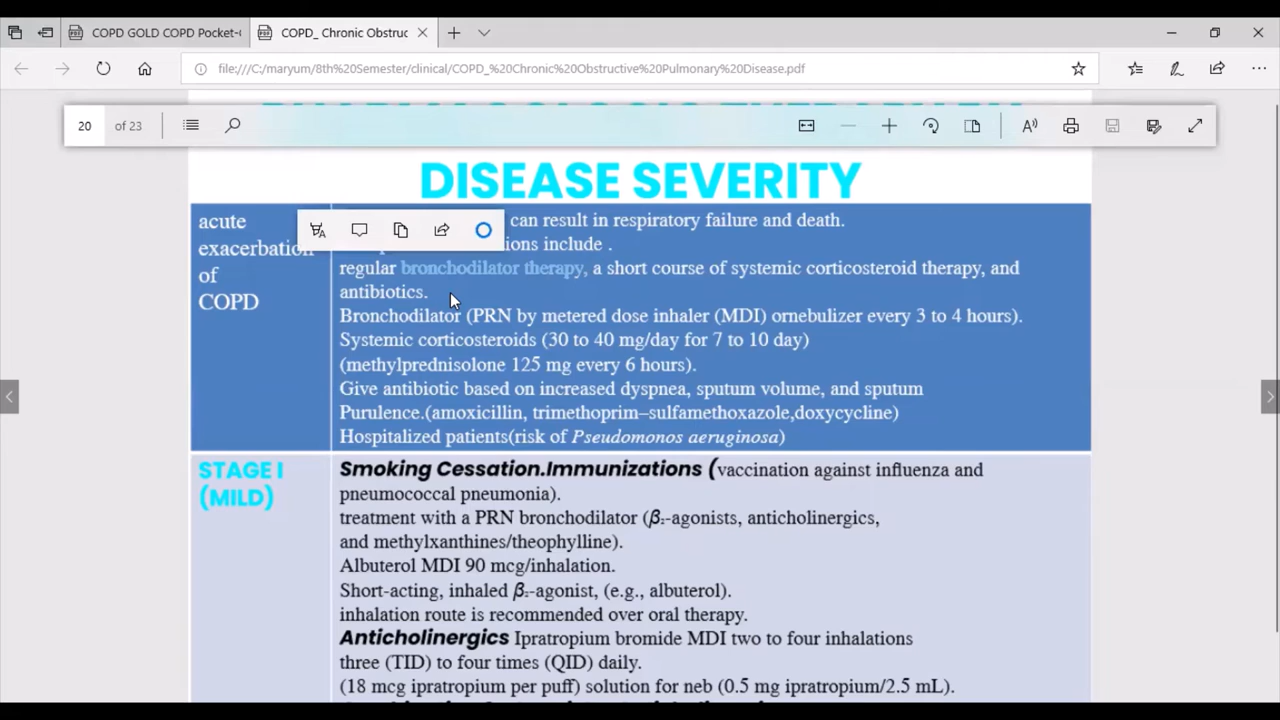 COPD GOLD COPD Pocket-
COPD_ Chronic Obstruc
file:///C:/maryum/8th%20Semester/clinical/COPD_%20Chronic%20Obstructive%20Pulmonary%20Disease.pdf
20 of 23
DISEASE SEVERITY
acute
exacerbation
of
COPD
can result in respiratory failure and death.
ions include .
regular bronchodilator therapy, a short course of systemic corticosteroid therapy, and
antibiotics.
Bronchodilator (PRN by metered dose inhaler (MDI) ornebulizer every 3 to 4 hours).
Systemic corticosteroids (30 to 40 mg/day for 7 to 10 day)
(methylprednisolone 125 mg every 6 hours).
Give antibiotic based on increased dyspnea, sputum volume, and sputum
Purulence.(amoxicillin, trimethoprim–sulfamethoxazole,doxycycline)
Hospitalized patients(risk of Pseudomonos aeruginosa)
STAGE I
(MILD)
Smoking Cessation.Immunizations (vaccination against influenza and
pneumococcal pneumonia).
treatment with a PRN bronchodilator (β2-agonists, anticholinergics,
and methylxanthines/theophylline).
Albuterol MDI 90 mcg/inhalation.
Short-acting, inhaled β2-agonist, (e.g., albuterol).
inhalation route is recommended over oral therapy.
Anticholinergics Ipratropium bromide MDI two to four inhalations
three (TID) to four times (QID) daily.
(18 mcg ipratropium per puff) solution for neb (0.5 mg ipratropium/2.5 mL).